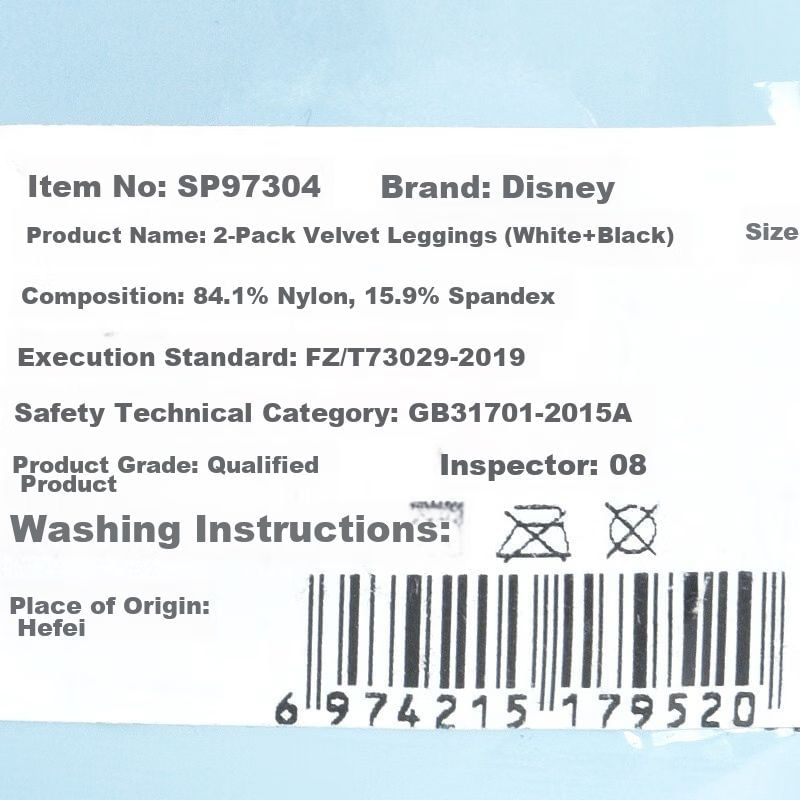 Item No: SP97304 Brand: Disney
Product Name: 2-Pack Velvet Leggings (White+Black) Size
Composition: 84.1% Nylon, 15.9% Spandex
Execution Standard: FZ/T73029-2019
Safety Technical Category: GB31701-2015A
Product Grade: Qualified
Product
Inspector: 08
Washing Instructions:
Place of Origin:
Hefei
6 974215 179520